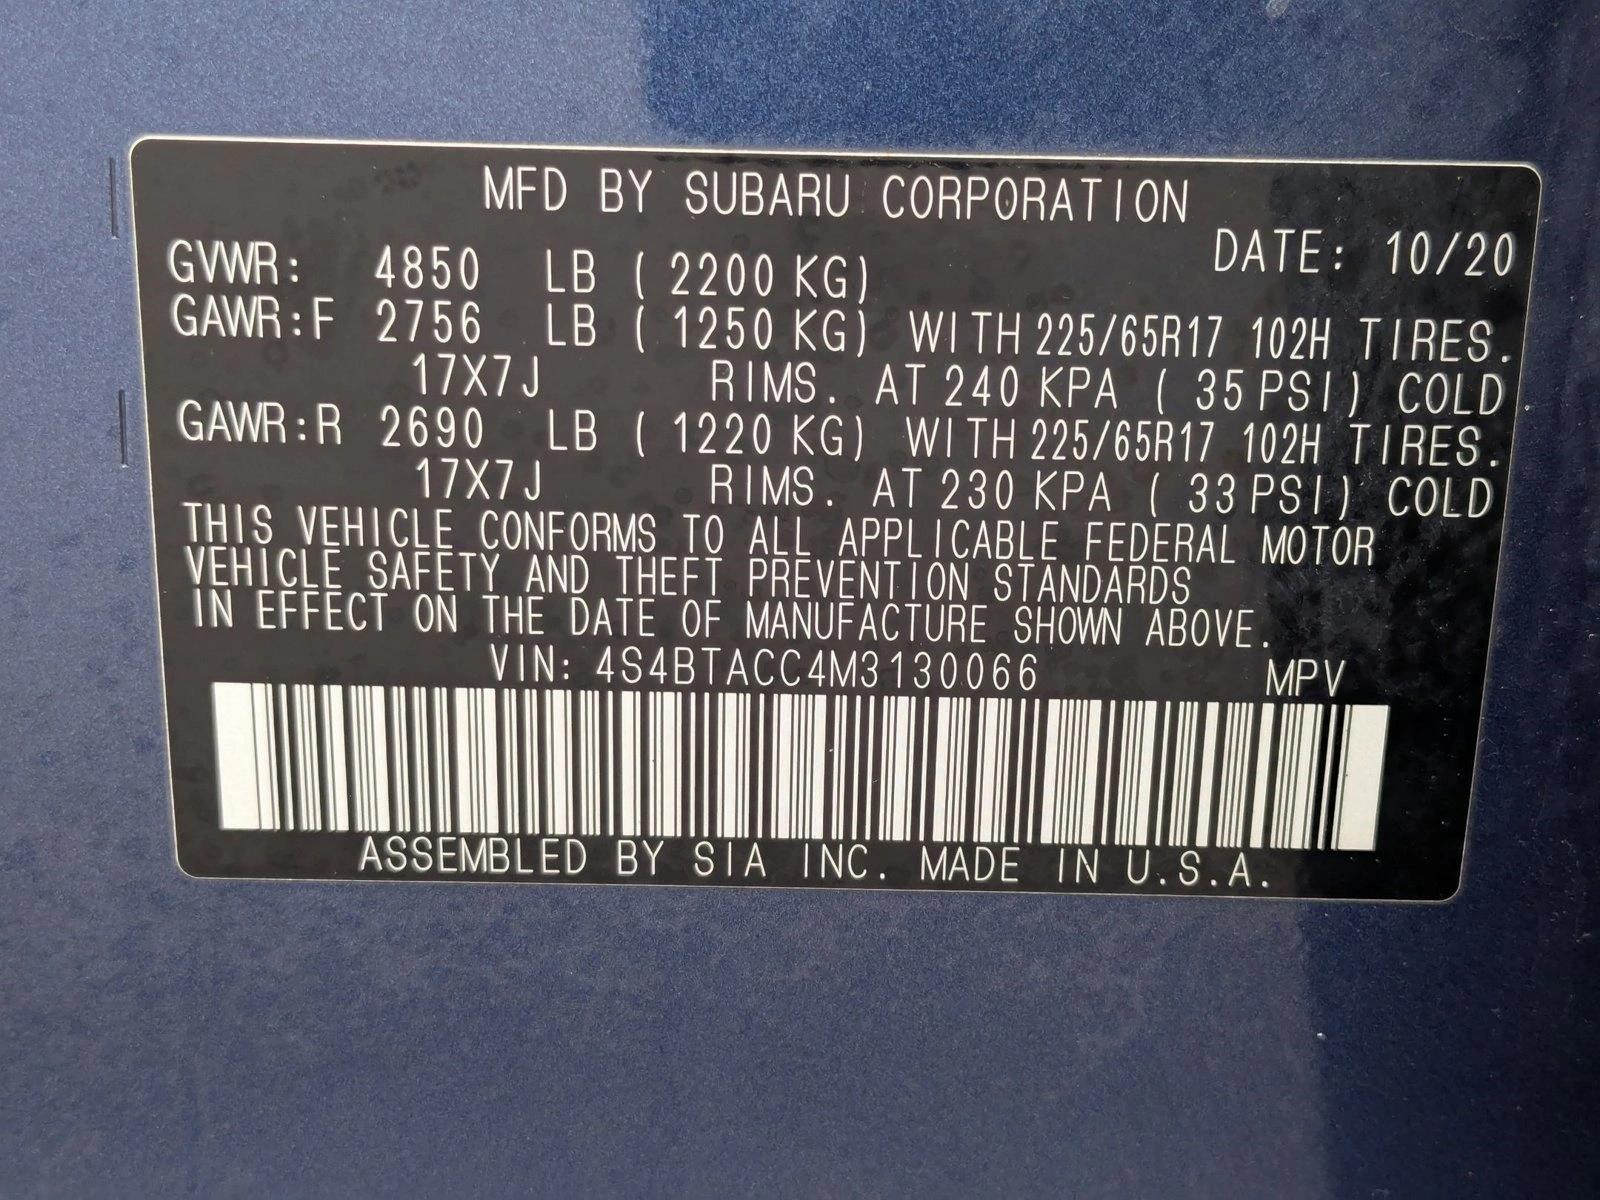 MFD BY SUBARU CORPORATION
DATE: 10/20
GVWR: 4850 LB ( 2200 KG)
GAWR:F 2756 LB ( 1250 KG) WITH 225/65R17 102H TIRES.
17X7J RIMS. AT 240 KPA ( 35 PSI) COLD
GAWR:R 2690 LB ( 1220 KG) WITH 225/65R17 102H TIRES.
17X7J RIMS. AT 230 KPA ( 33 PSI) COLD
THIS VEHICLE CONFORMS TO ALL APPLICABLE FEDERAL MOTOR
VEHICLE SAFETY AND THEFT PREVENTION STANDARDS
IN EFFECT ON THE DATE OF MANUFACTURE SHOWN ABOVE.
VIN: 4S4BTACC4M3130066 MPV
ASSEMBLED BY SIA INC. MADE IN U.S.A.